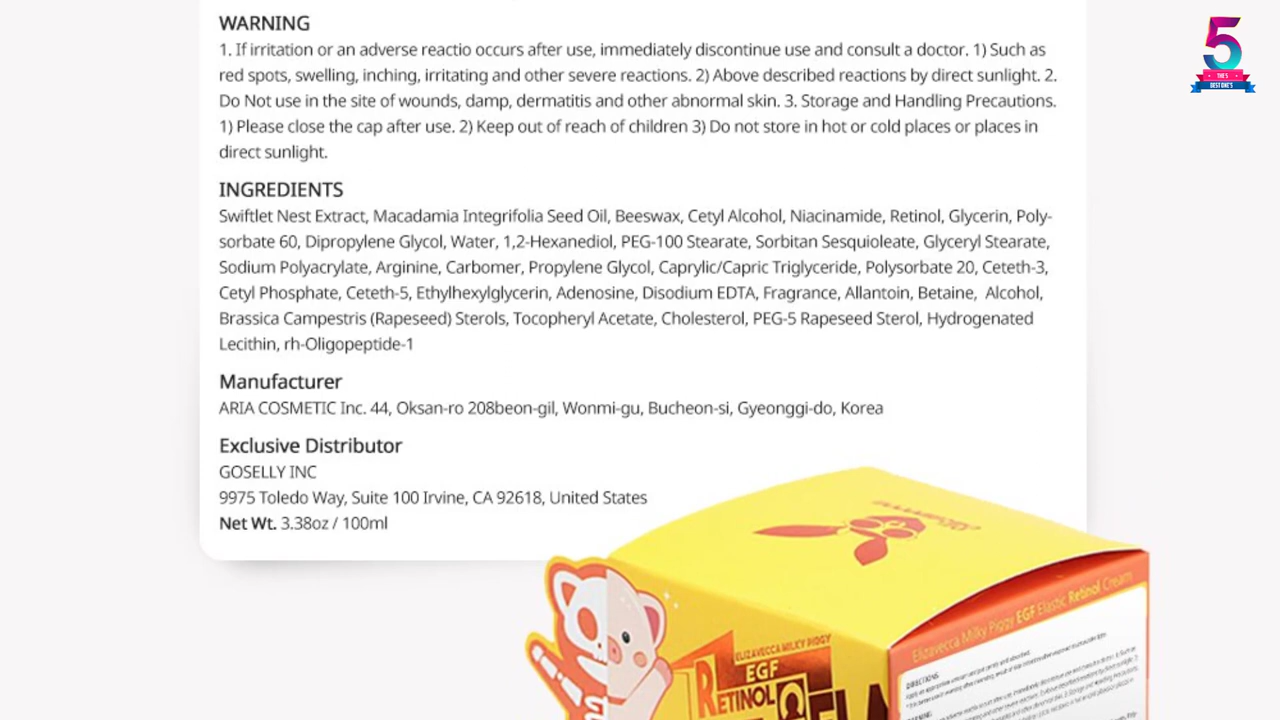 WARNING
1. If irritation or an adverse reactio occurs after use, immediately discontinue use and consult a doctor. 1) Such as
red spots, swelling, inching, irritating and other severe reactions. 2) Above described reactions by direct sunlight. 2.
Do Not use in the site of wounds, damp, dermatitis and other abnormal skin. 3. Storage and Handling Precautions.
1) Please close the cap after use. 2) Keep out of reach of children 3) Do not store in hot or cold places or places in
direct sunlight.
INGREDIENTS
Swiftlet Nest Extract, Macadamia Integrifolia Seed Oil, Beeswax, Cetyl Alcohol, Niacinamide, Retinol, Glycerin, Poly-
sorbate 60, Dipropylene Glycol, Water, 1,2-Hexanediol, PEG-100 Stearate, Sorbitan Sesquioleate, Glyceryl Stearate,
Sodium Polyacrylate, Arginine, Carbomer, Propylene Glycol, Caprylic/Capric Triglyceride, Polysorbate 20, Ceteth-3,
Cetyl Phosphate, Ceteth-5, Ethylhexylglycerin, Adenosine, Disodium EDTA, Fragrance, Allantoin, Betaine, Alcohol,
Brassica Campestris (Rapeseed) Sterols, Tocopheryl Acetate, Cholesterol, PEG-5 Rapeseed Sterol, Hydrogenated
Lecithin, rh-Oligopeptide-1
Manufacturer
ARIA COSMETIC Inc. 44, Oksan-ro 208beon-gil, Wonmi-gu, Bucheon-si, Gyeonggi-do, Korea
Exclusive Distributor
GOSELLY INC
9975 Toledo Way, Suite 100 Irvine, CA 92618, United States
Net Wt. 3.38oz / 100ml
5
THE 5
BEST ONE'S
ELIZAVECCA MILKY PIGGY
EGF
RETINOL
Elizavecca Milky Piggy EGF Elastic Retinol Cream
DIRECTIONS